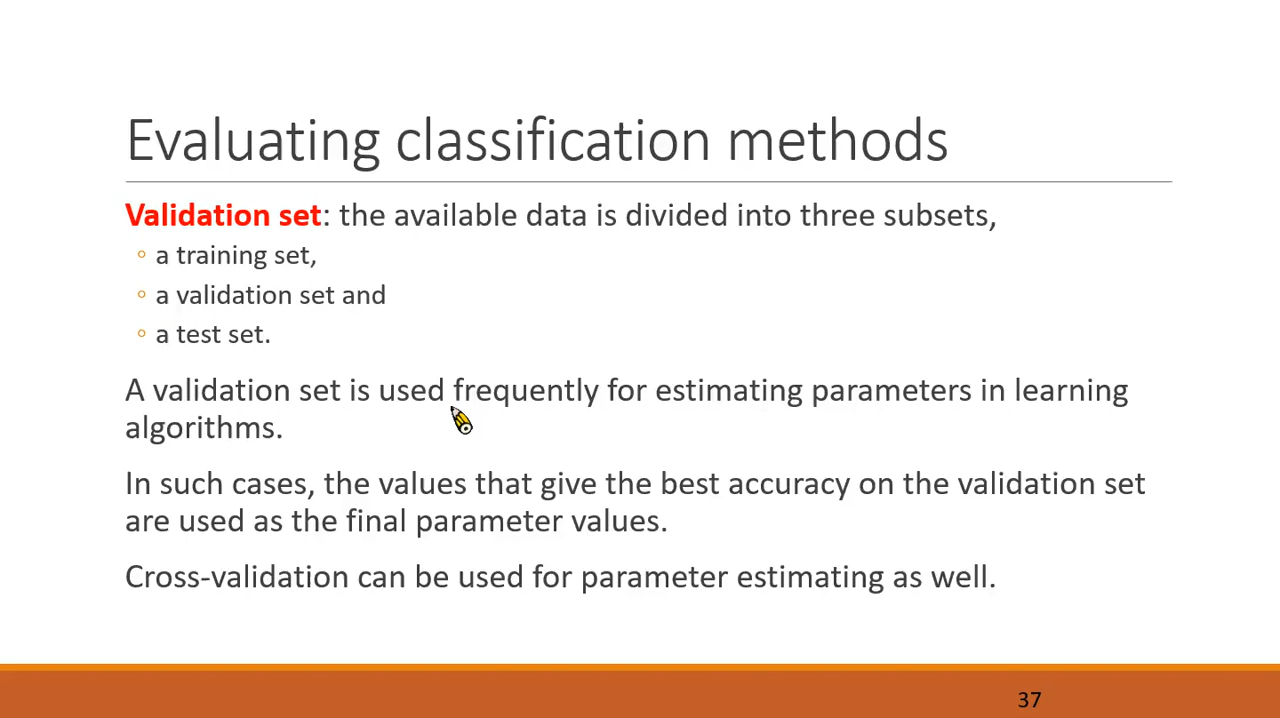 Evaluating classification methods
Validation set: the available data is divided into three subsets,
◦ a training set,
◦ a validation set and
◦ a test set.
A validation set is used frequently for estimating parameters in learning
algorithms.
In such cases, the values that give the best accuracy on the validation set
are used as the final parameter values.
Cross-validation can be used for parameter estimating as well.
37